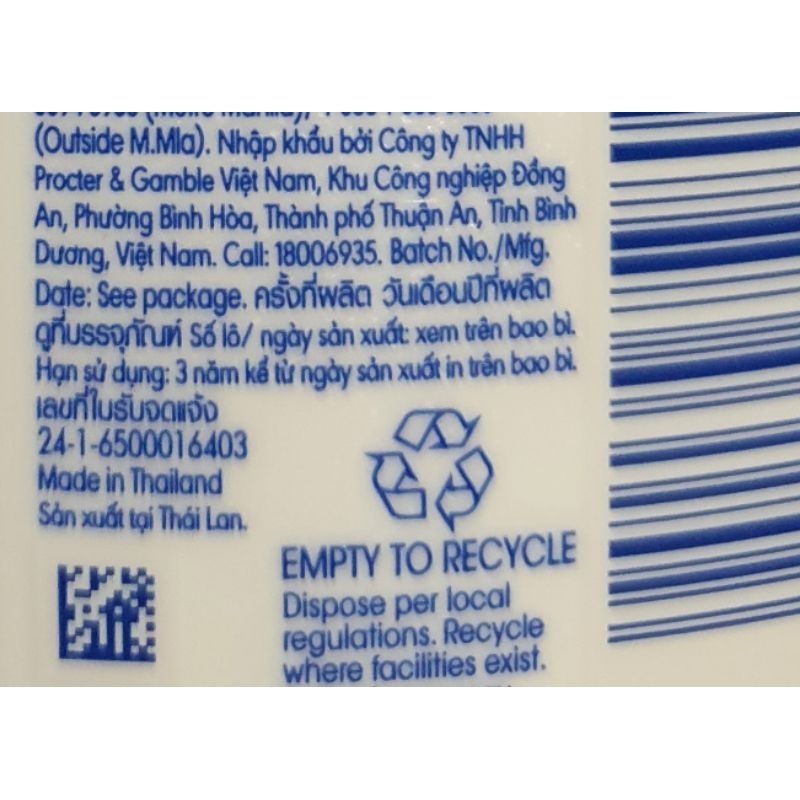 (Outside M.Mla). Nhập khẩu bởi Công ty TNHH
Procter & Gamble Việt Nam, Khu Công nghiệp Đồng
An, Phường Bình Hòa, Thành phố Thuận An, Tỉnh Bình
Dương, Việt Nam. Call: 18006935. Batch No./Mfg.
Date: See package. ครั้งที่ผลิต วันเดือนปีที่ผลิต
ดูที่บรรจุภัณฑ์ Số lô/ ngày sản xuất: xem trên bao bì.
Hạn sử dụng: 3 năm kể từ ngày sản xuất in trên bao bì.
เลขที่ใบรับจดแจ้ง
24-1-6500016403
Made in Thailand
Sản xuất tại Thái Lan.
EMPTY TO RECYCLE
Dispose per local
regulations. Recycle
where facilities exist.